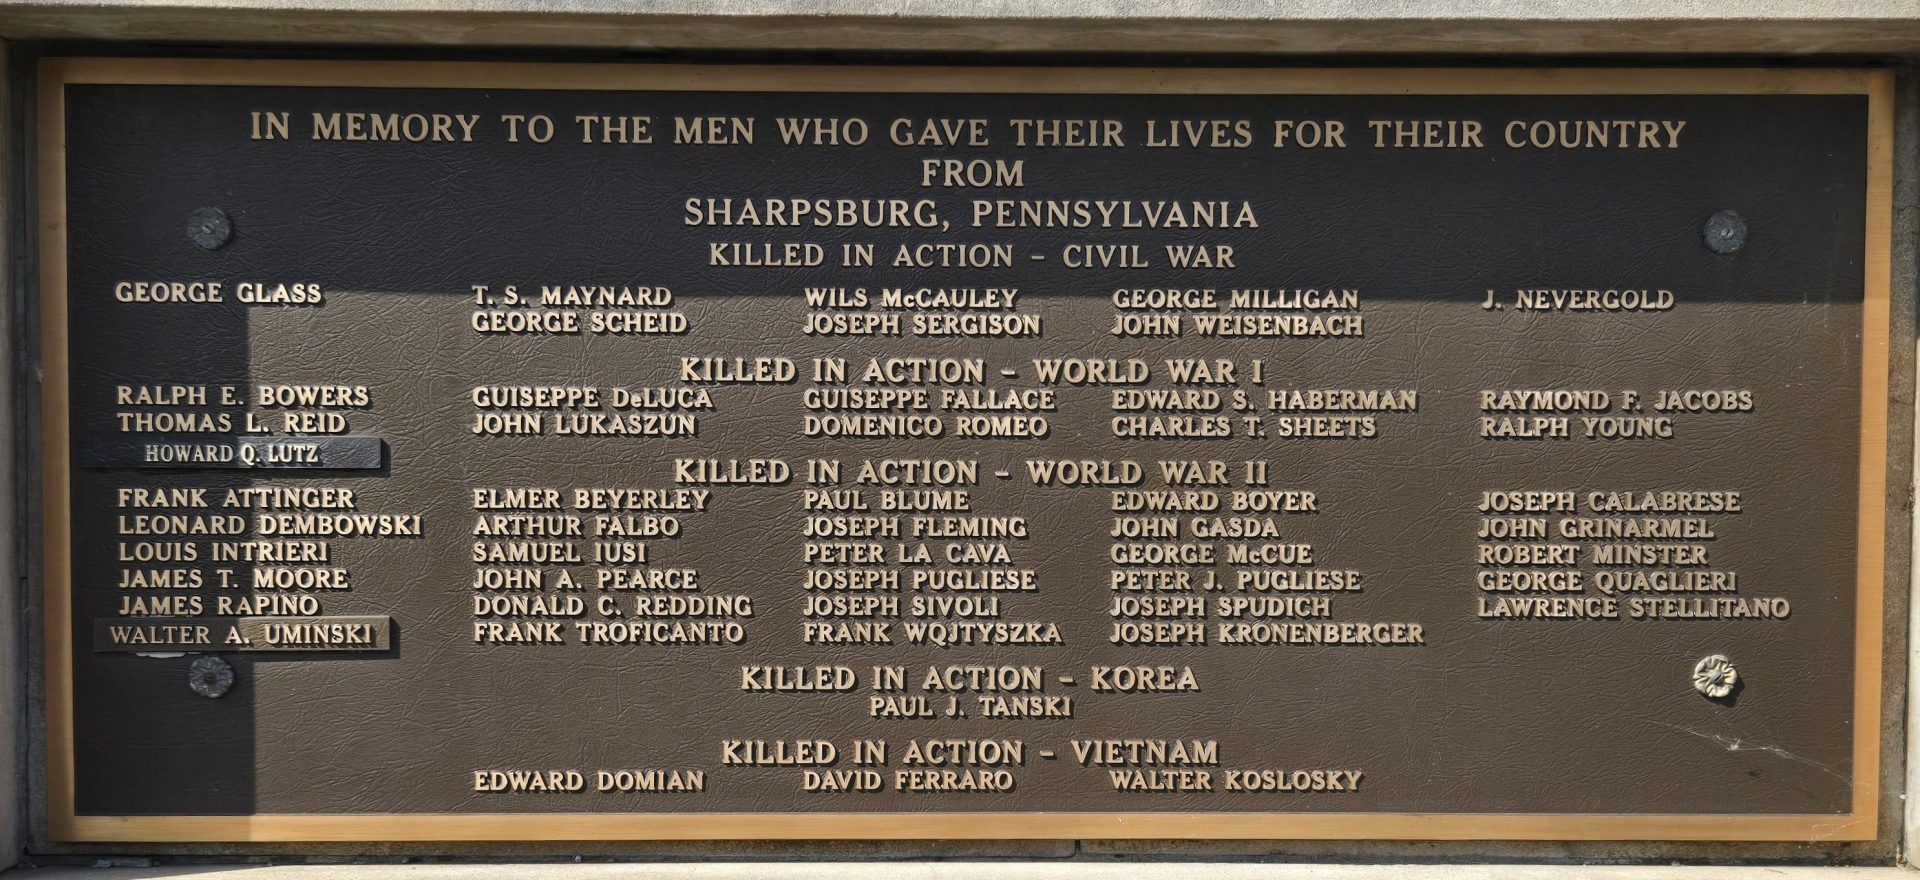 IN MEMORY TO THE MEN WHO GAVE THEIR LIVES FOR THEIR COUNTRY
FROM
SHARPSBURG, PENNSYLVANIA
KILLED IN ACTION - CIVIL WAR
GEORGE GLASS T. S. MAYNARD WILS McCAULEY GEORGE MILLIGAN J. NEVERGOLD
GEORGE SCHEID JOSEPH SERGISON JOHN WEISENBACH
KILLED IN ACTION - WORLD WAR I
RALPH E. BOWERS GUISEPPE DeLUCA GUISEPPE FALLACE EDWARD S. HABERMAN RAYMOND F. JACOBS
THOMAS L. REID JOHN LUKASZUN DOMENICO ROMEO CHARLES T. SHEETS RALPH YOUNG
HOWARD Q. LUTZ
KILLED IN ACTION - WORLD WAR II
FRANK ATTINGER ELMER BEYERLEY PAUL BLUME EDWARD BOYER JOSEPH CALABRESE
LEONARD DEMBOWSKI ARTHUR FALBO JOSEPH FLEMING JOHN GASDA JOHN GRINARMEL
LOUIS INTRIERI SAMUEL IUSI PETER LA CAVA GEORGE McCUE ROBERT MINSTER
JAMES T. MOORE JOHN A. PEARCE JOSEPH PUGLIESE PETER J. PUGLIESE GEORGE QUAGLIERI
JAMES RAPINO DONALD C. REDDING JOSEPH SIVOLI JOSEPH SPUDICH LAWRENCE STELLITANO
WALTER A. UMINSKI FRANK TROFICANTO FRANK WQJTYSZKA JOSEPH KRONENBERGER
KILLED IN ACTION - KOREA
PAUL J. TANSKI
KILLED IN ACTION - VIETNAM
EDWARD DOMIAN DAVID FERRARO WALTER KOSLOSKY